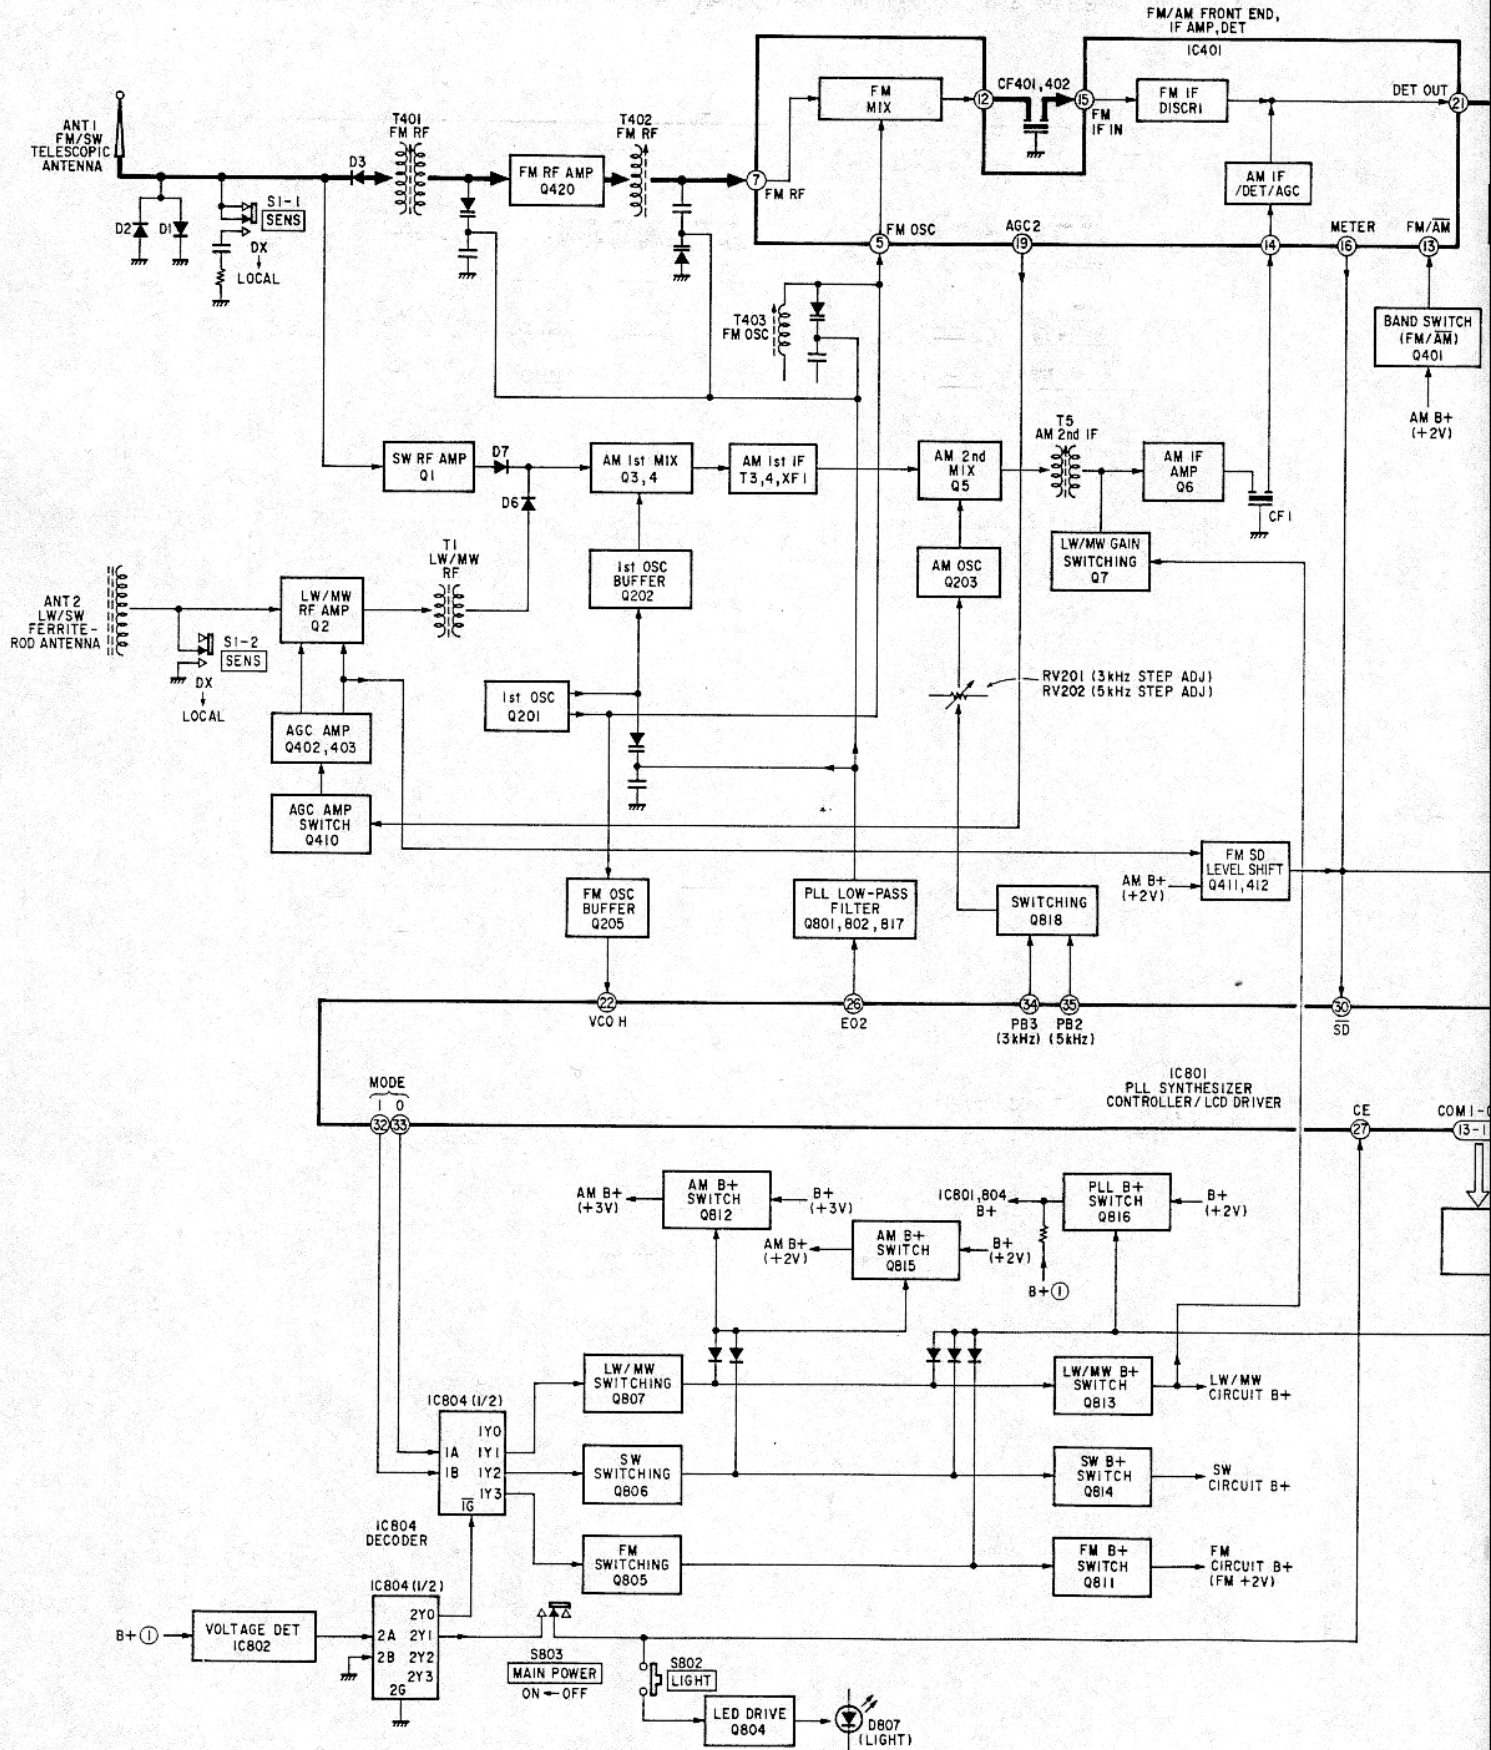 FM/AM FRONT END,
IF AMP,DET
IC401
ANT 1
FM/SW
TELESCOPIC
ANTENNA
D3
T401
FM RF
FM RF AMP
Q420
T402
FM RF
7
FM RF
FM
MIX
12
CF401,402
15
FM
IF IN
FM IF
DISCRI
DET OUT
21
AM IF
/DET/AGC
D2
D1
S1-1
SENS
DX
LOCAL
5
FM OSC
AGC2
19
14
METER
16
FM/AM
13
T403
FM OSC
BAND SWITCH
(FM/AM)
Q401
AM B+
(+2V)
SW RF AMP
Q1
D7
D6
AM 1st MIX
Q3,4
AM 1st IF
T3,4,XF1
AM 2nd
MIX
Q5
T5
AM 2nd IF
AM IF
AMP
Q6
CF1
LW/MW GAIN
SWITCHING
Q7
1st OSC
BUFFER
Q202
AM OSC
Q203
T1
LW/MW
RF
ANT 2
LW/SW
FERRITE-
ROD ANTENNA
LW/MW
RF AMP
Q2
S1-2
SENS
DX
LOCAL
1st OSC
Q201
RV201 (3kHz STEP ADJ)
RV202 (5kHz STEP ADJ)
AGC AMP
Q402,403
AGC AMP
SWITCH
Q410
FM SD
LEVEL SHIFT
Q411,412
AM B+
(+2V)
FM OSC
BUFFER
Q205
PLL LOW-PASS
FILTER
Q801,802,817
SWITCHING
Q818
22
VCO H
26
EO2
34
PB3
(3kHz)
35
PB2
(5kHz)
30
SD
IC801
PLL SYNTHESIZER
CONTROLLER/LCD DRIVER
MODE
1 0
32 33
CE
27
COM1-
13-1
AM B+
(+3V)
AM B+
SWITCH
Q812
B+
(+3V)
AM B+
(+2V)
AM B+
SWITCH
Q815
B+
(+2V)
IC801,804
B+
PLL B+
SWITCH
Q816
B+
(+2V)
B+①
LW/MW
SWITCHING
Q807
LW/MW B+
SWITCH
Q813
LW/MW
CIRCUIT B+
IC804 (1/2)
1Y0
1A 1Y1
1B 1Y2
1Y3
1G
IC804
DECODER
SW
SWITCHING
Q806
SW B+
SWITCH
Q814
SW
CIRCUIT B+
FM
SWITCHING
Q805
FM B+
SWITCH
Q811
FM
CIRCUIT B+
(FM +2V)
IC804 (1/2)
B+①
VOLTAGE DET
IC802
2Y0
2A 2Y1
2B 2Y2
2Y3
2G
S803
MAIN POWER
ON ← OFF
S802
LIGHT
LED DRIVE
Q804
D807
(LIGHT)